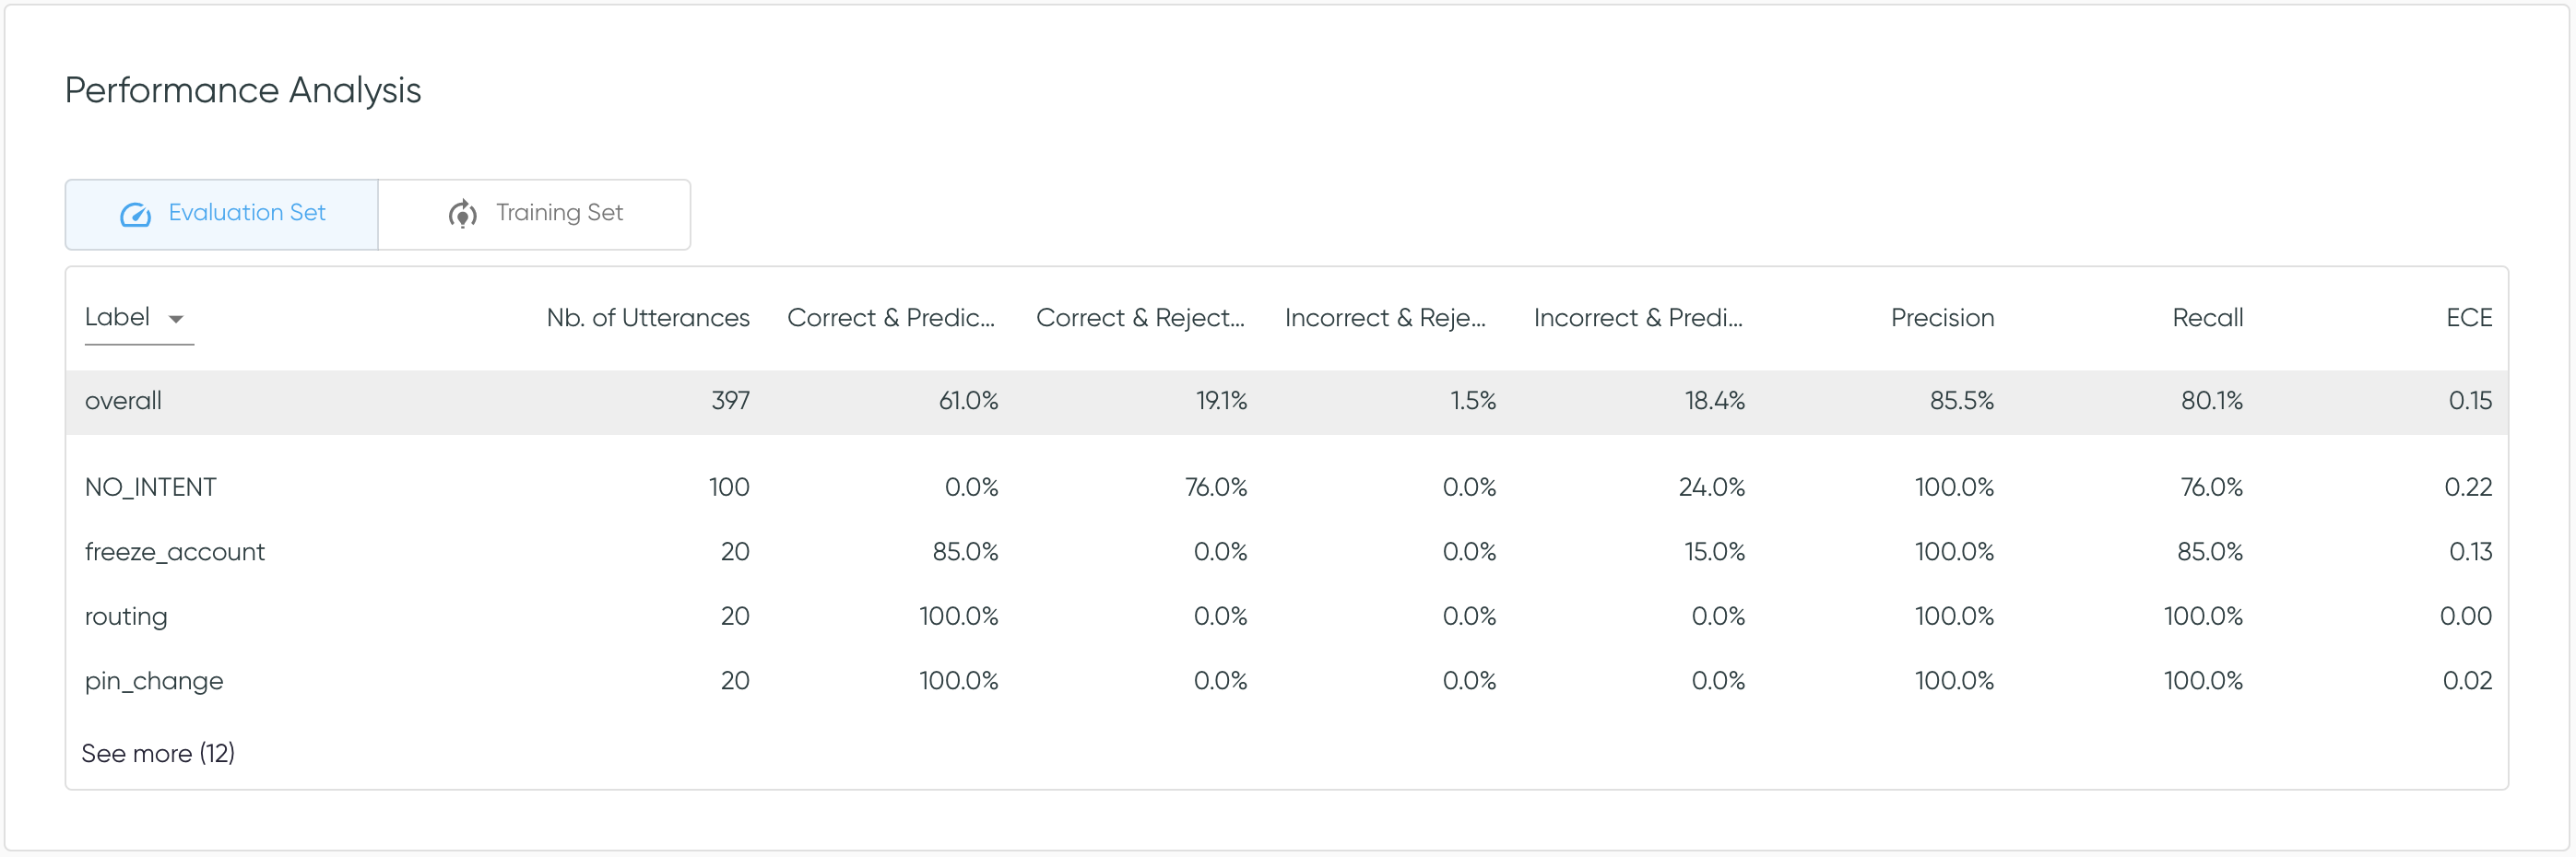 Performance Analysis
Evaluation Set Training Set
Label Nb. of Utterances Correct & Predic... Correct & Reject... Incorrect & Reje... Incorrect & Predi... Precision Recall ECE
overall 397 61.0% 19.1% 1.5% 18.4% 85.5% 80.1% 0.15
NO_INTENT 100 0.0% 76.0% 0.0% 24.0% 100.0% 76.0% 0.22
freeze_account 20 85.0% 0.0% 0.0% 15.0% 100.0% 85.0% 0.13
routing 20 100.0% 0.0% 0.0% 0.0% 100.0% 100.0% 0.00
pin_change 20 100.0% 0.0% 0.0% 0.0% 100.0% 100.0% 0.02
See more (12)